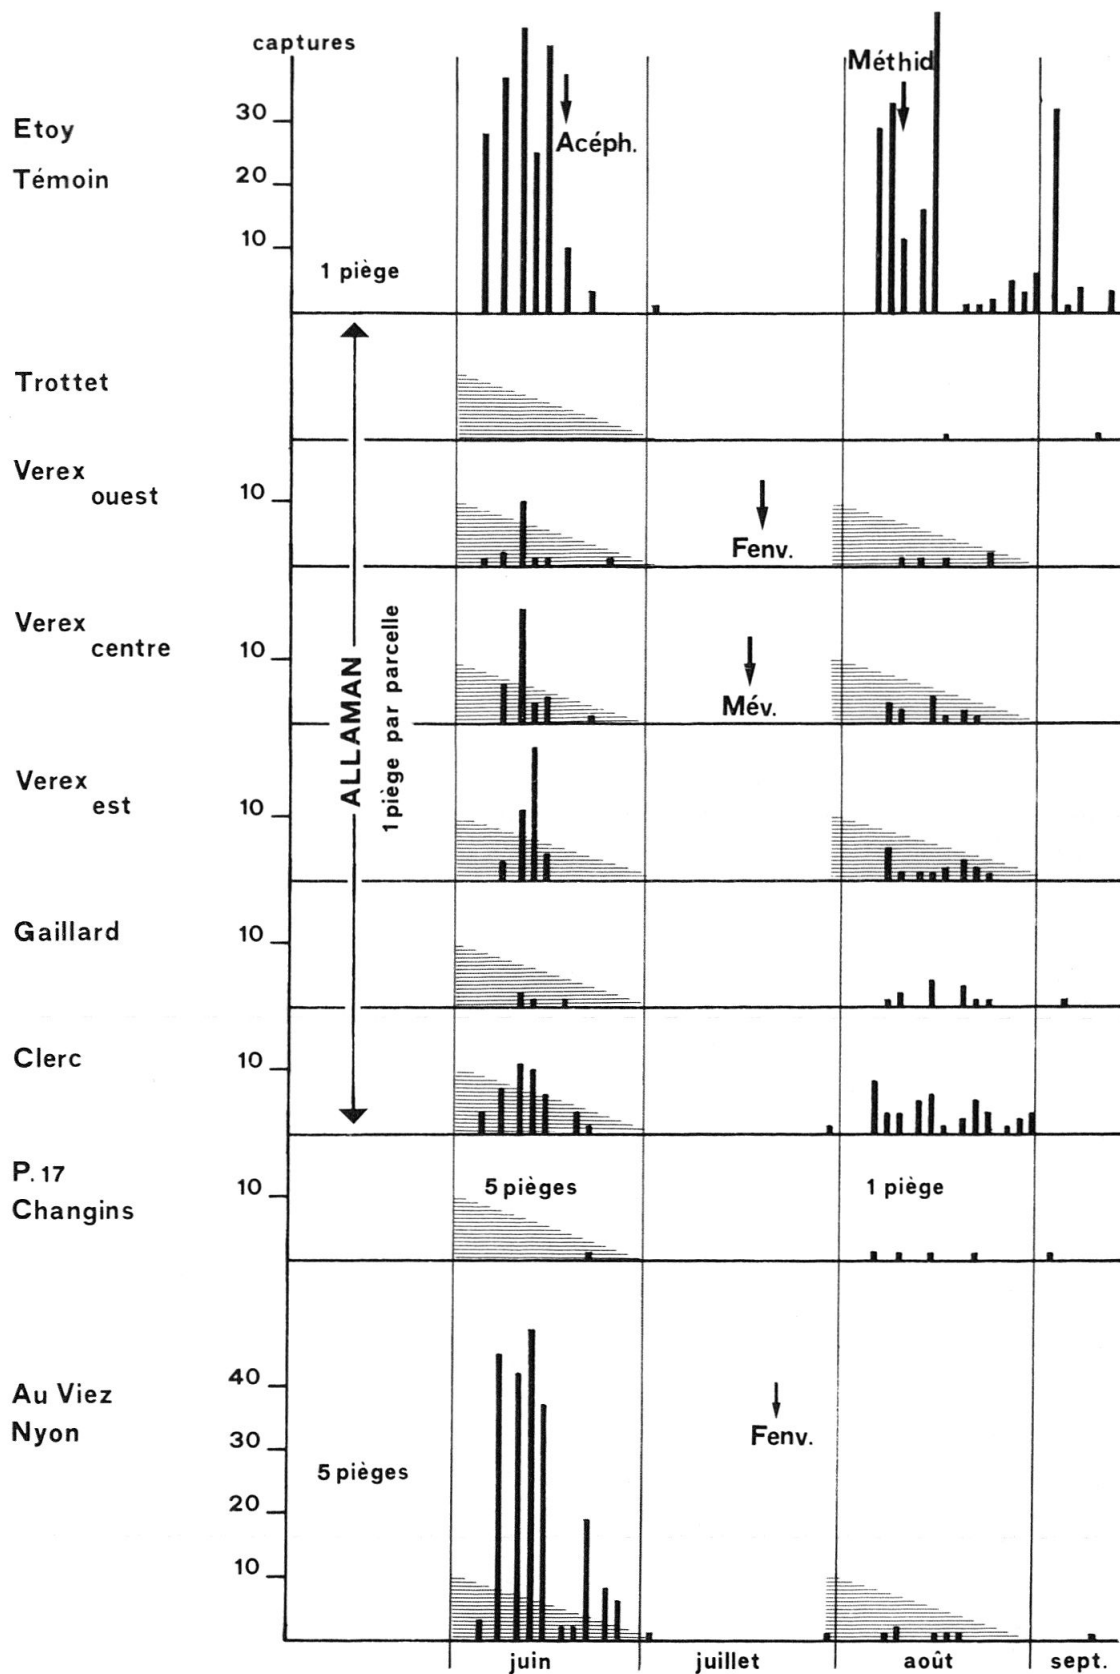 captures
Méthid
30
Etoy
Acéph.
20
Témoin
10
1 piège
Trottet
Verex
ouest
10
Fenv.
Verex
centre
10
Mév.
ALLAMAN
1 piège par parcelle
Verex
est
10
Gaillard
10
Clerc
10
P. 17
Changins
10
5 pièges
1 piège
40
Au Viez
Nyon
Fenv.
30
5 pièges
20
10
juin
juillet
août
sept.